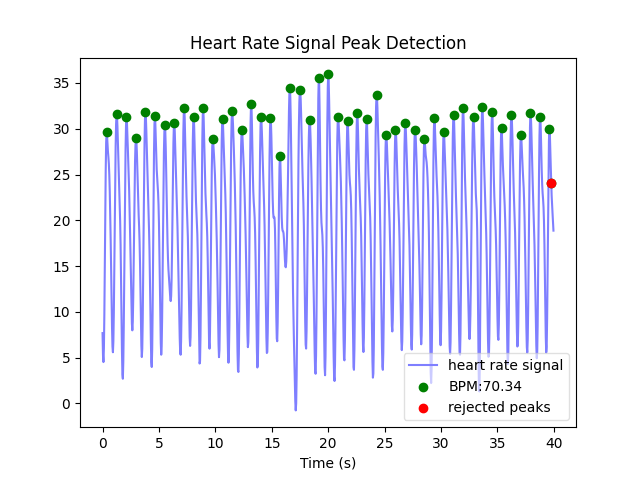 Heart Rate Signal Peak Detection
35
30
25
20
15
10
5
0
heart rate signal
BPM:70.34
rejected peaks
0 5 10 15 20 25 30 35 40
Time (s)